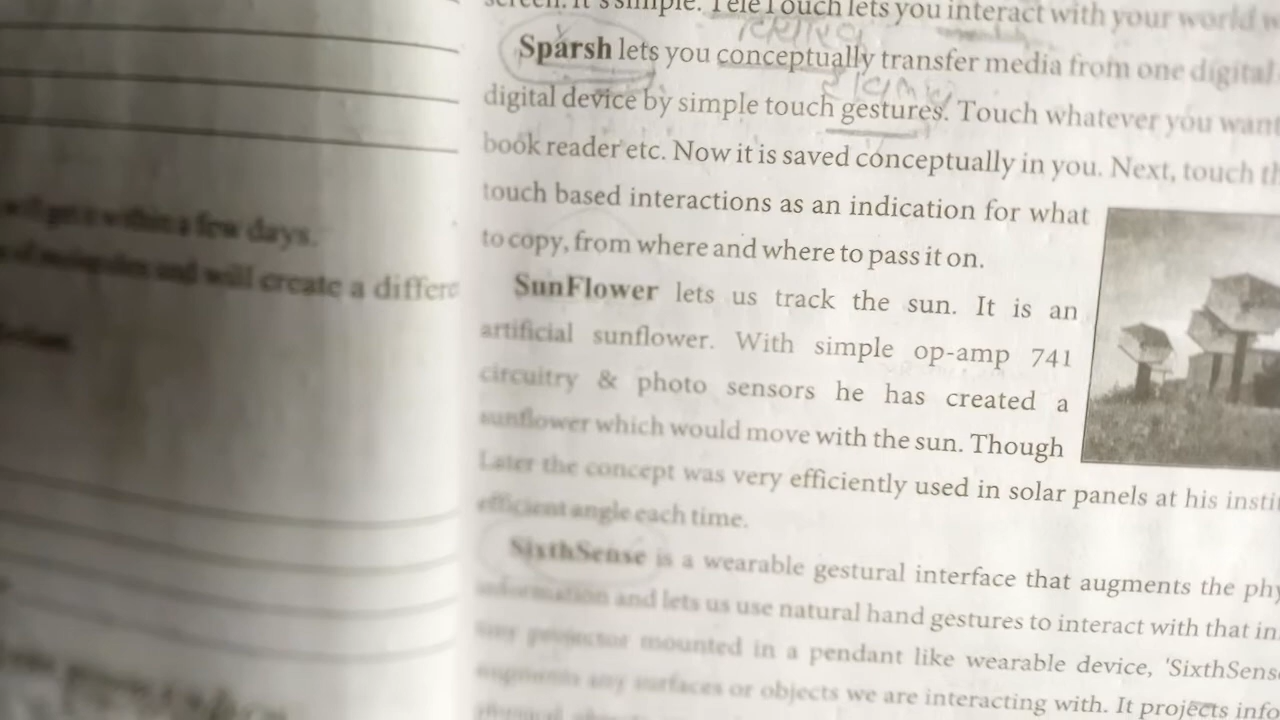 will get it within a few days.
and will create a differe
screen. It's simple. TeleTouch lets you interact with your world w
Sparsh lets you conceptually transfer media from one digital
digital device by simple touch gestures. Touch whatever you want
book reader etc. Now it is saved conceptually in you. Next, touch th
touch based interactions as an indication for what
to copy, from where and where to pass it on.
SunFlower lets us track the sun. It is an
artificial sunflower. With simple op-amp 741
circuitry & photo sensors he has created a
sunflower which would move with the sun. Though
Later the concept was very efficiently used in solar panels at his insti
efficient angle each time.
SixthSense is a wearable gestural interface that augments the phy
information and lets us use natural hand gestures to interact with that in
tiny projector mounted in a pendant like wearable device, 'SixthSens
augments any surfaces or objects we are interacting with. It projects info